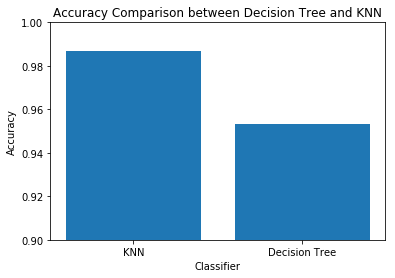 Accuracy Comparison between Decision Tree and KNN
1.00
0.98
0.96
0.94
0.92
0.90
Accuracy
KNN
Decision Tree
Classifier